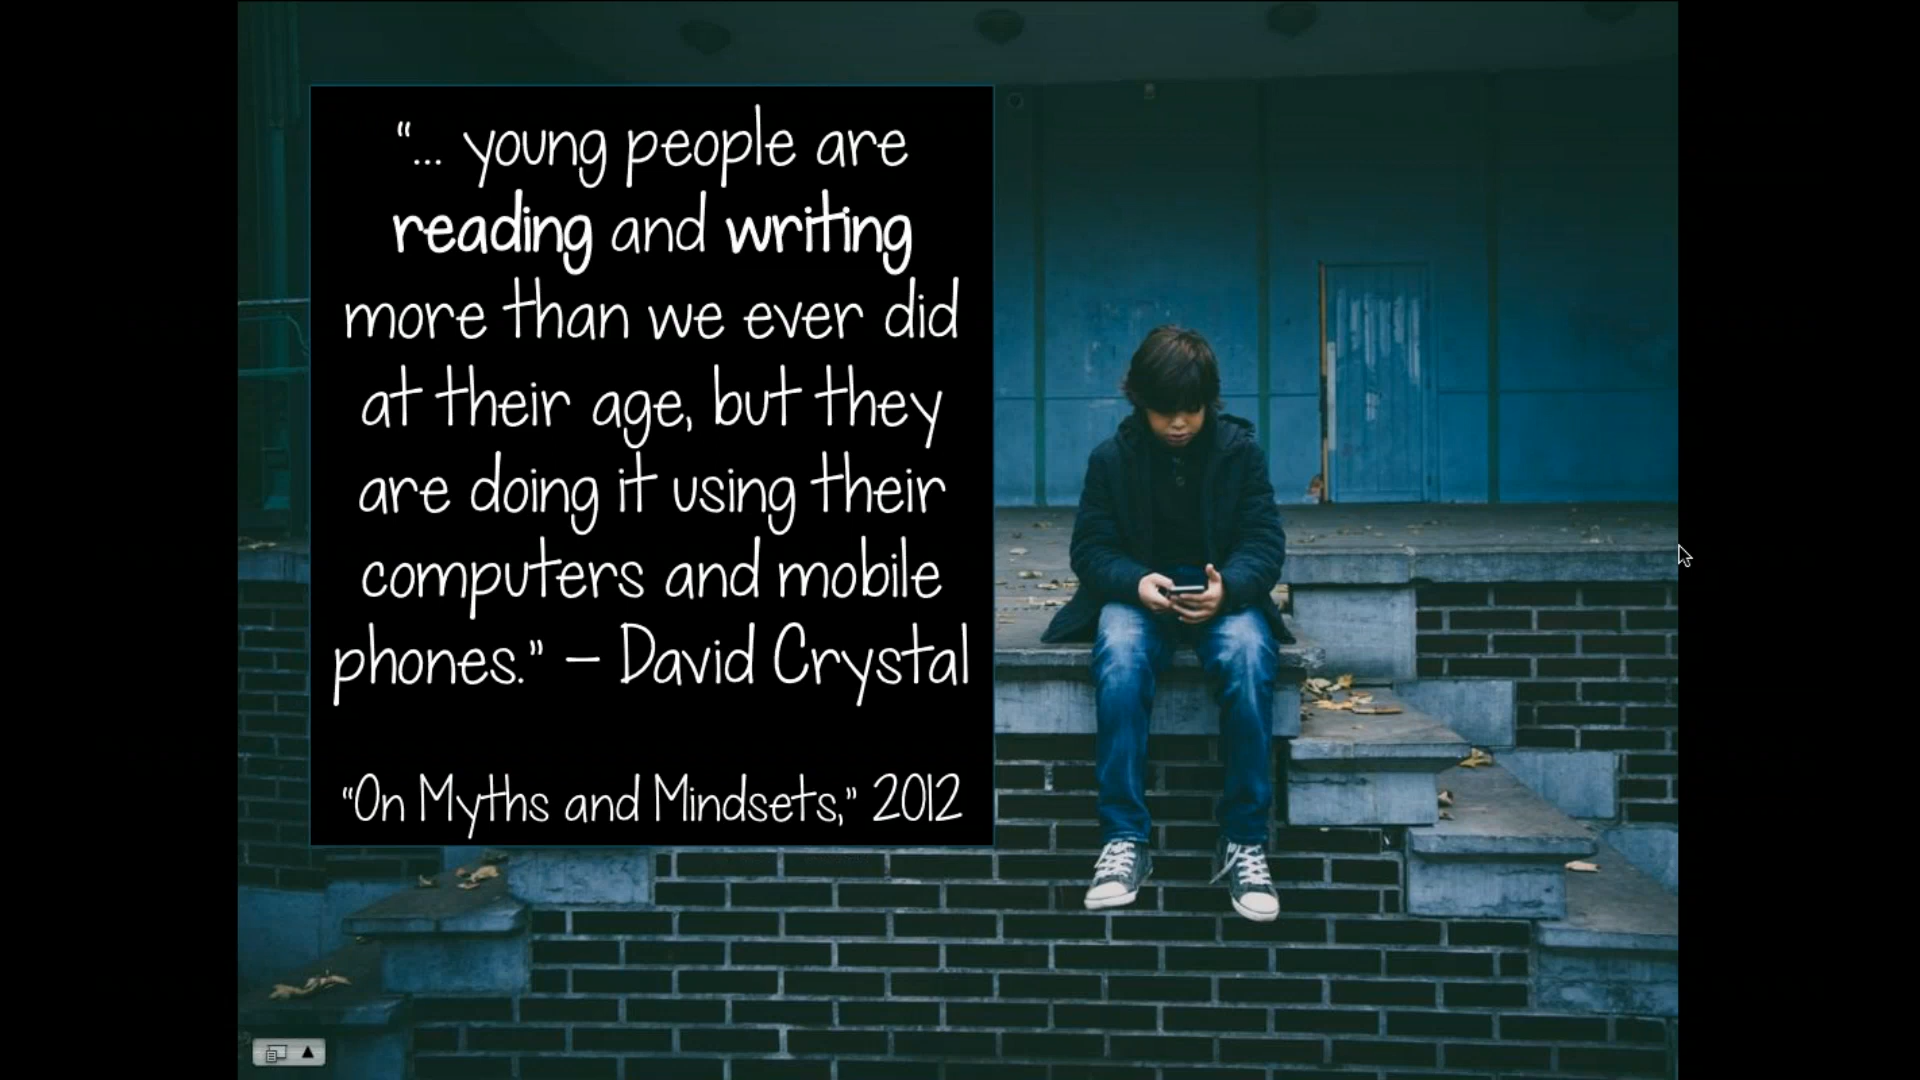 “... young people are
reading and writing
more than we ever did
at their age, but they
are doing it using their
computers and mobile
phones.” – David Crystal
“On Myths and Mindsets,” 2012